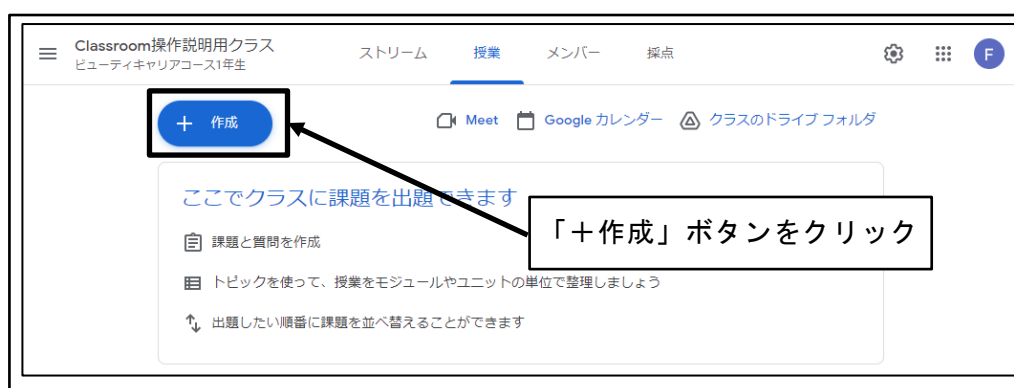 Classroom操作説明用クラス
ビューティキャリアコース1年生
ストリーム 授業 メンバー 採点
F
+ 作成
Meet Google カレンダー クラスのドライブ フォルダ
ここでクラスに課題を出題できます
「＋作成」ボタンをクリック
課題と質問を作成
トピックを使って、授業をモジュールやユニットの単位で整理しましょう
出題したい順番に課題を並べ替えることができます